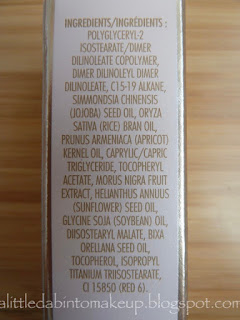 INGREDIENTS/INGRÉDIENTS :
POLYGLYCERYL-2
ISOSTEARATE/DIMER
DILINOLEATE COPOLYMER,
DIMER DILINOLEYL DIMER
DILINOLEATE, C15-19 ALKANE,
SIMMONDSIA CHINENSIS
(JOJOBA) SEED OIL, ORYZA
SATIVA (RICE) BRAN OIL,
PRUNUS ARMENIACA (APRICOT)
KERNEL OIL, CAPRYLIC/CAPRIC
TRIGLYCERIDE, TOCOPHERYL
ACETATE, MORUS NIGRA FRUIT
EXTRACT, HELIANTHUS ANNUUS
(SUNFLOWER) SEED OIL,
GLYCINE SOJA (SOYBEAN) OIL,
DIISOSTEARYL MALATE, BIXA
ORELLANA SEED OIL,
TOCOPHEROL, ISOPROPYL
TITANIUM TRIISOSTEARATE,
CI 15850 (RED 6).
alittledabintomakeup.blogspot.com